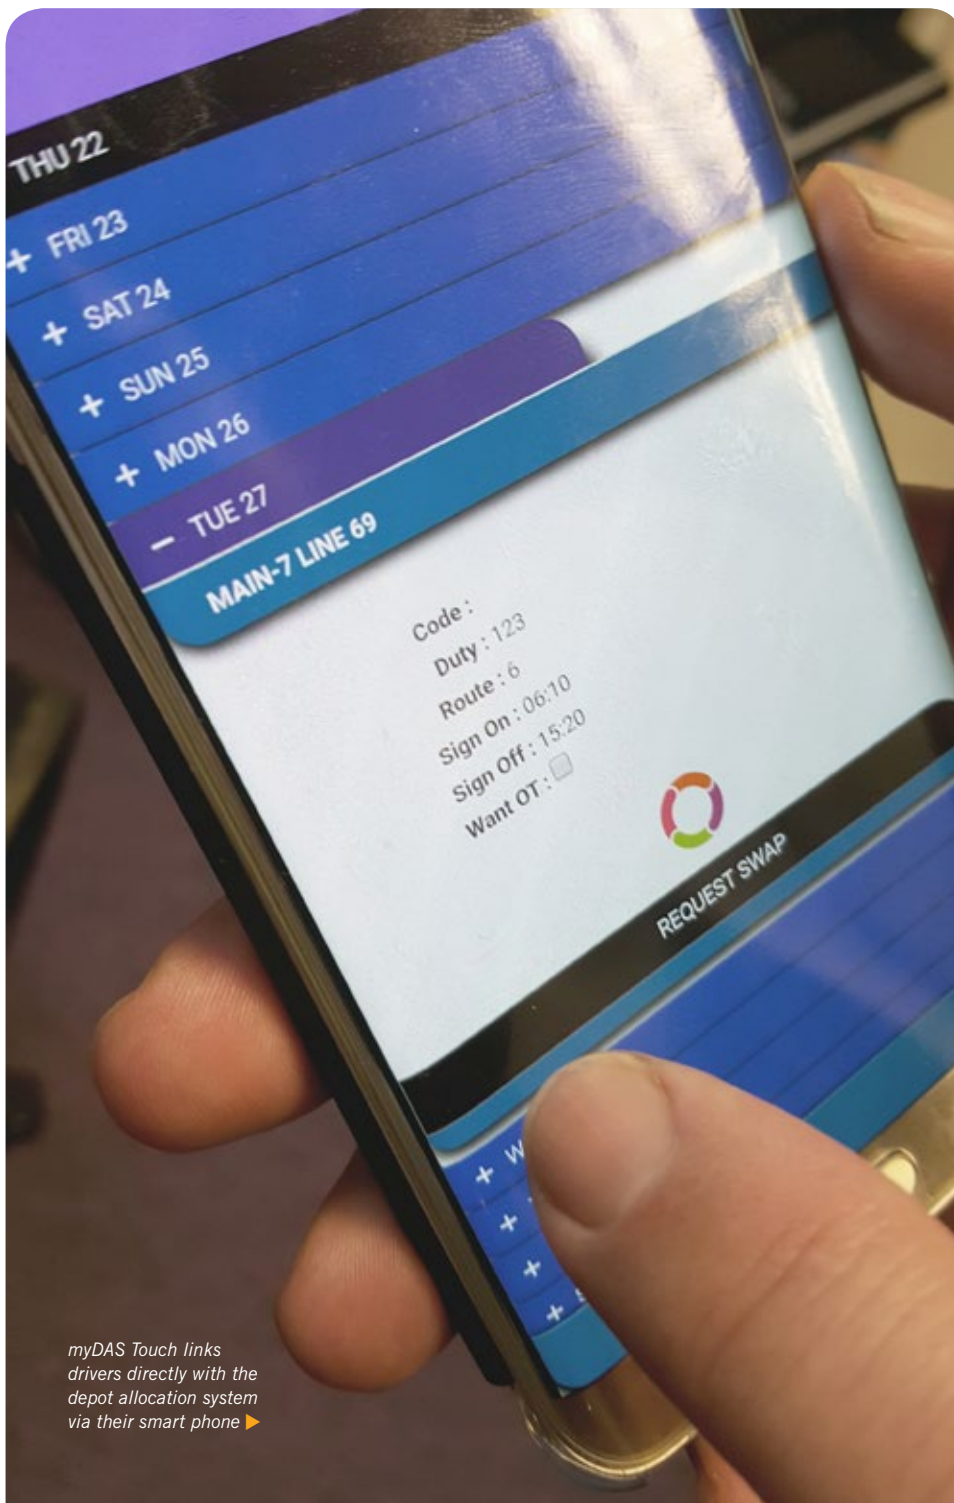 THU 22
+ FRI 23
+ SAT 24
+ SUN 25
+ MON 26
− TUE 27
MAIN-7 LINE 69
Code :
Duty : 123
Route : 6
Sign On : 06:10
Sign Off : 15:20
Want OT :
REQUEST SWAP
+ W
+
+
+
myDAS Touch links
drivers directly with the
depot allocation system
via their smart phone